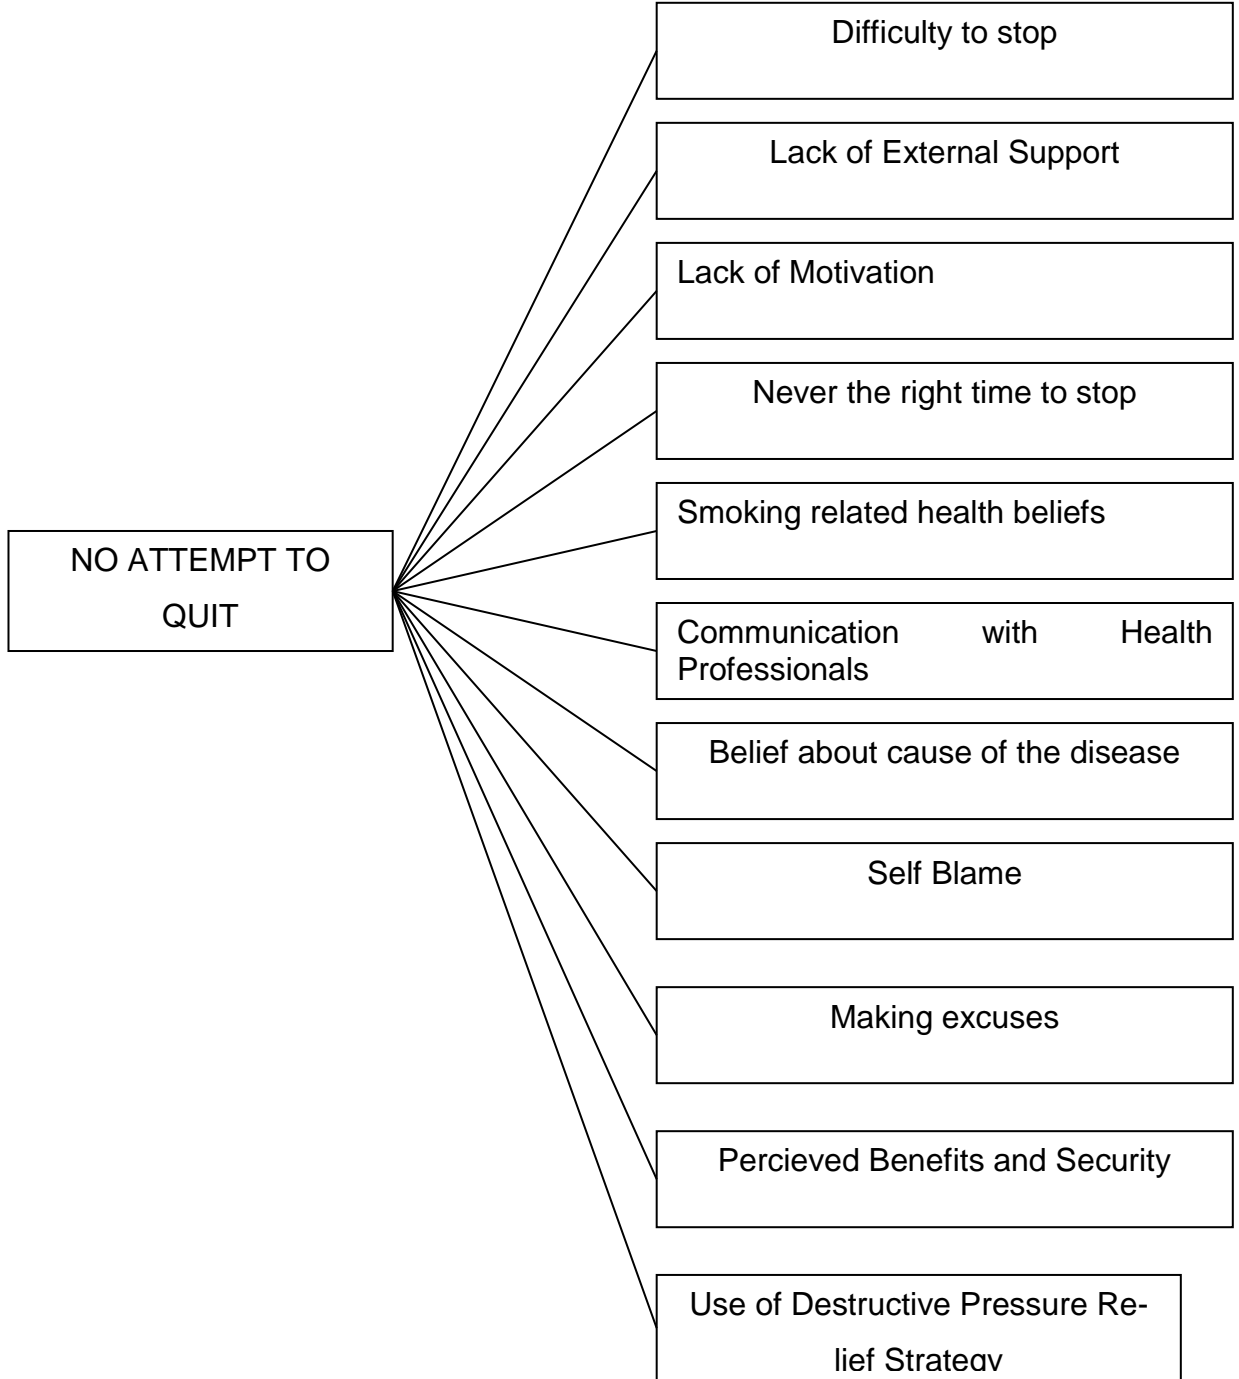 Difficulty to stop
Lack of External Support
Lack of Motivation
Never the right time to stop
Smoking related health beliefs
NO ATTEMPT TO
QUIT
Communication with Health
Professionals
Belief about cause of the disease
Self Blame
Making excuses
Percieved Benefits and Security
Use of Destructive Pressure Re-
lief Strategy